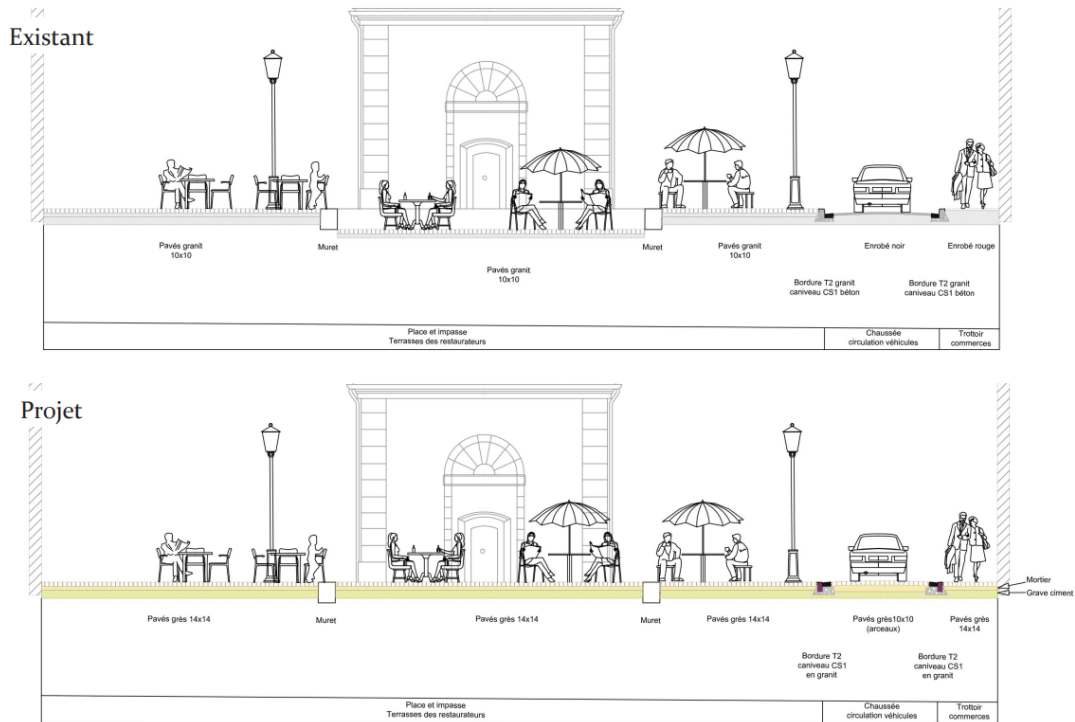 Existant
Pavés granit
10x10
Muret
Pavés granit
10x10
Muret
Pavés granit
10x10
Enrobé noir
Enrobé rouge
Bordure T2 granit
caniveau CS1 béton
Bordure T2 granit
caniveau CS1 béton
Place et impasse
Terrasses des restaurateurs
Chaussée
circulation véhicules
Trottoir
commerces
Projet
Mortier
Grave ciment
Pavés grès 14x14
Muret
Pavés grès 14x14
Muret
Pavés grès 14x14
Pavés grès10x10
(arceaux)
Pavés grès
14x14
Bordure T2
caniveau CS1
en granit
Bordure T2
caniveau CS1
en granit
Place et impasse
Terrasses des restaurateurs
Chaussée
circulation véhicules
Trottoir
commerces